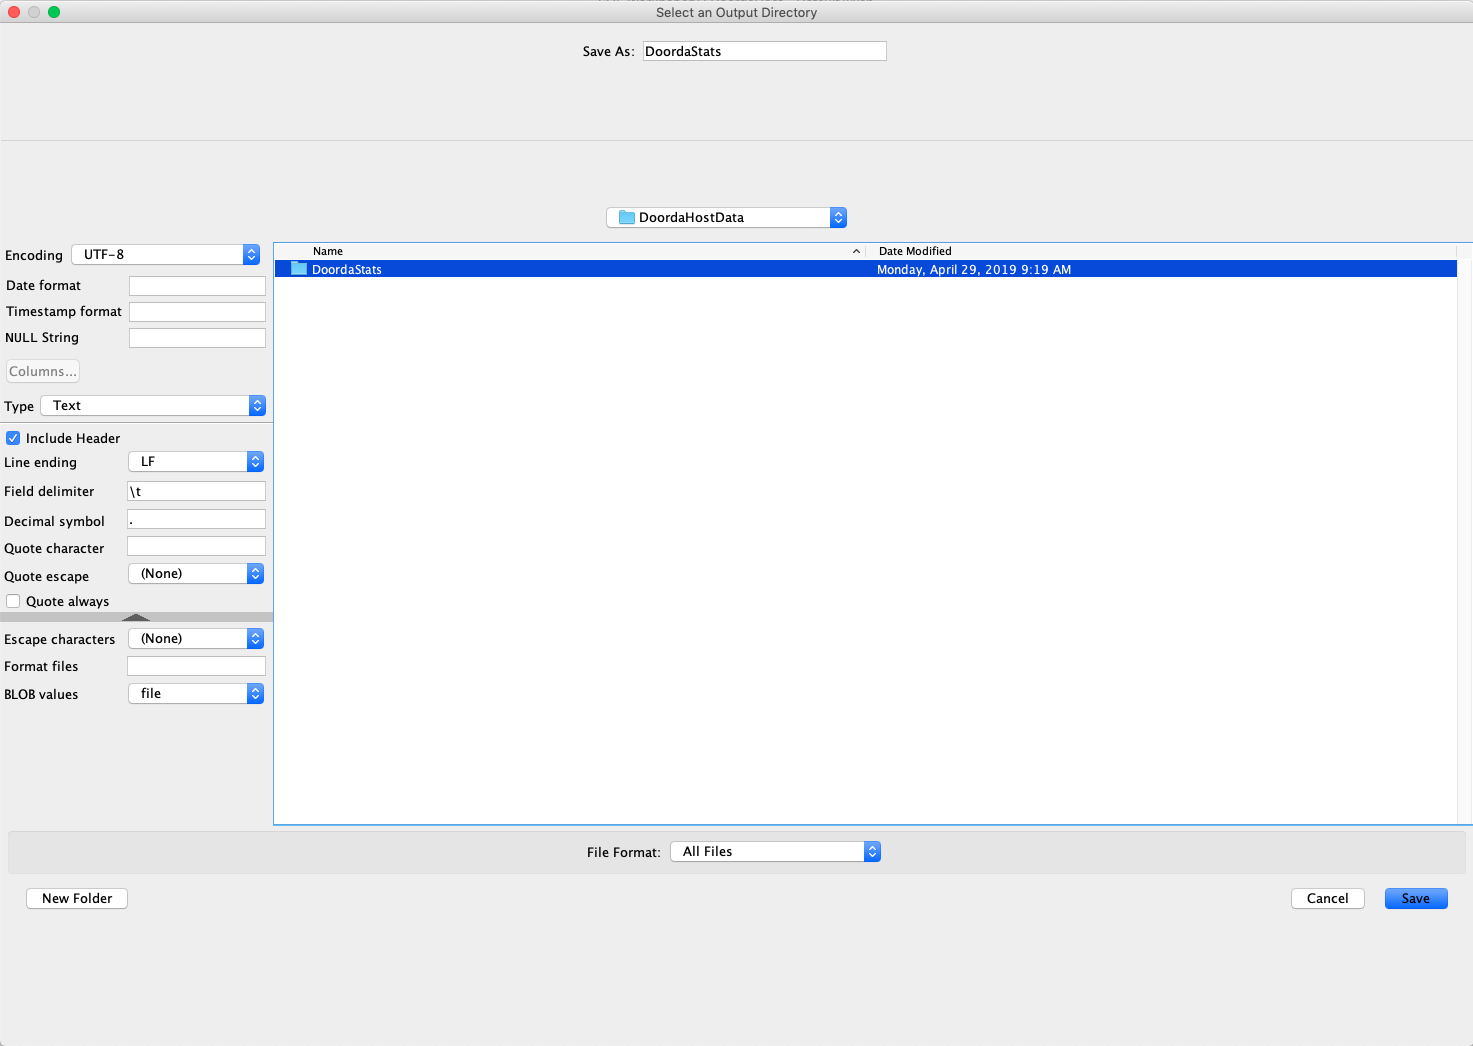 Select an Output Directory
Save As: DoordaStats
DoordaHostData
Encoding UTF-8
Date format
Timestamp format
NULL String
Columns...
Type Text
Include Header
Line ending LF
Field delimiter \t
Decimal symbol .
Quote character
Quote escape (None)
Quote always
Escape characters (None)
Format files
BLOB values file
Name Date Modified
DoordaStats Monday, April 29, 2019 9:19 AM
File Format: All Files
New Folder Cancel Save